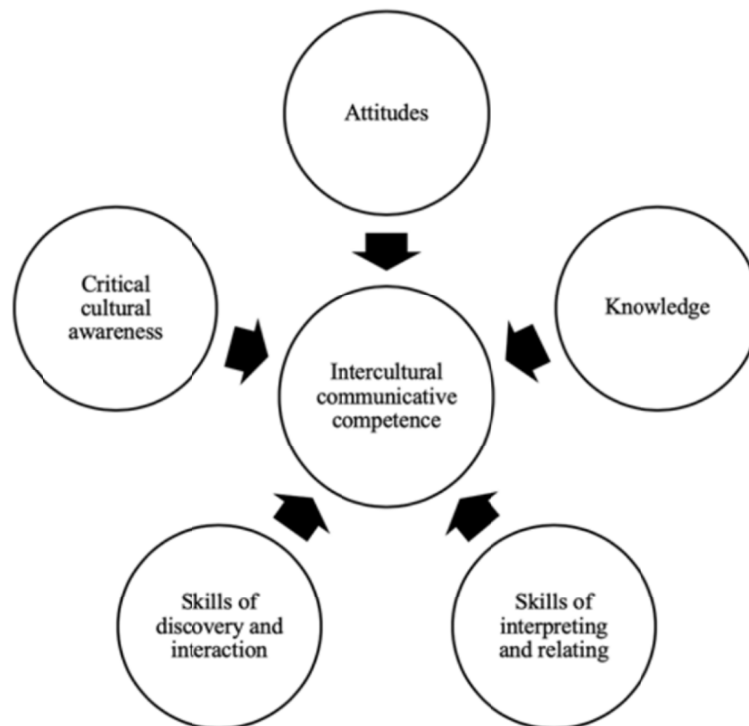 Attitudes
Critical
cultural
awareness
Knowledge
Intercultural
communicative
competence
Skills of
discovery and
interaction
Skills of
interpreting
and relating